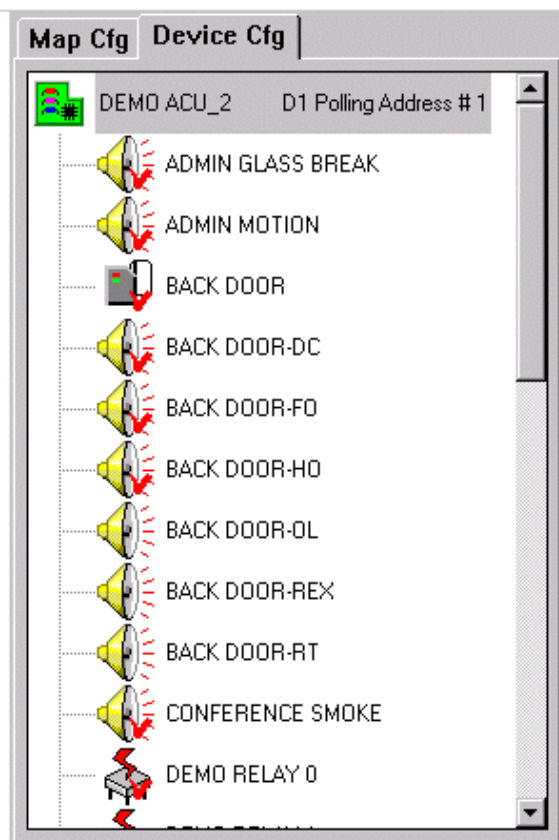 Map Cfg Device Cfg
DEMO ACU_2 D1 Polling Address # 1
ADMIN GLASS BREAK
ADMIN MOTION
BACK DOOR
BACK DOOR-DC
BACK DOOR-FO
BACK DOOR-HO
BACK DOOR-OL
BACK DOOR-REX
BACK DOOR-RT
CONFERENCE SMOKE
DEMO RELAY 0